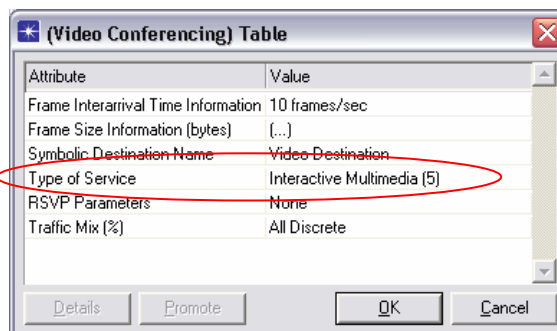 (Video Conferencing) Table
Attribute Value
Frame Interarrival Time Information 10 frames/sec
Frame Size Information (bytes) (...)
Symbolic Destination Name Video Destination
Type of Service Interactive Multimedia (5)
RSVP Parameters None
Traffic Mix (%) All Discrete
Details Promote OK Cancel